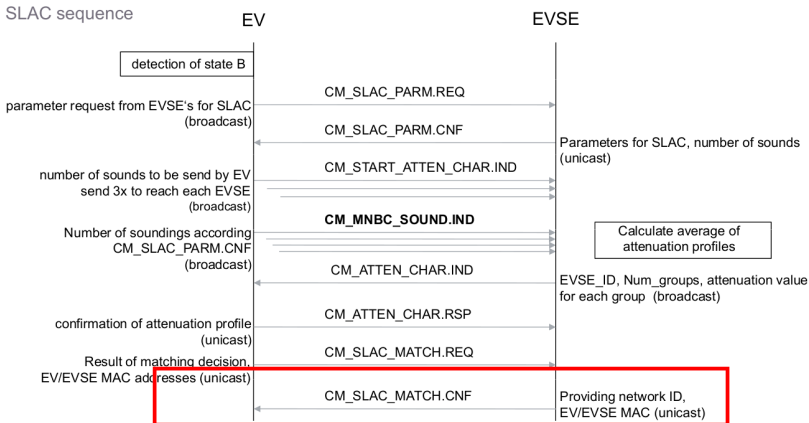 SLAC sequence
EV
EVSE
detection of state B
CM_SLAC_PARM.REQ
parameter request from EVSE's for SLAC
(broadcast)
CM_SLAC_PARM.CNF
Parameters for SLAC, number of sounds
(unicast)
CM_START_ATTEN_CHAR.IND
number of sounds to be send by EV
send 3x to reach each EVSE
(broadcast)
CM_MNBC_SOUND.IND
Number of soundings according
CM_SLAC_PARM.CNF
(broadcast)
Calculate average of
attenuation profiles
CM_ATTEN_CHAR.IND
EVSE_ID, Num_groups, attenuation value
for each group (broadcast)
CM_ATTEN_CHAR.RSP
confirmation of attenuation profile
(unicast)
CM_SLAC_MATCH.REQ
Result of matching decision,
EV/EVSE MAC addresses (unicast)
CM_SLAC_MATCH.CNF
Providing network ID,
EV/EVSE MAC (unicast)